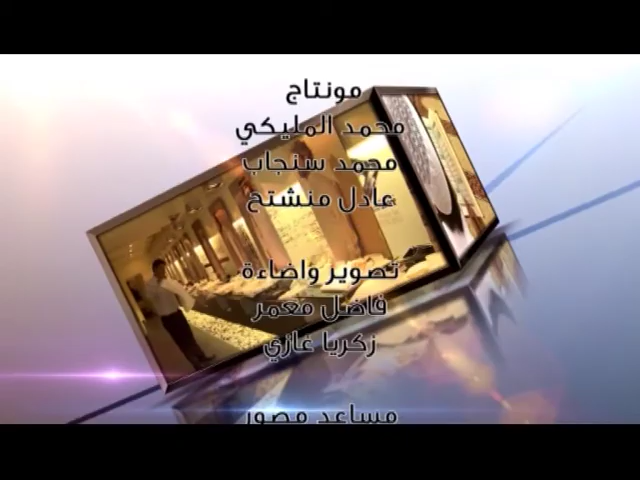 مونتاج
محمد المليكي
محمد سنجاب
عادل منشتح
تصوير واضاءة
فاضل معمر
زكريا غازي
مساعد مصور